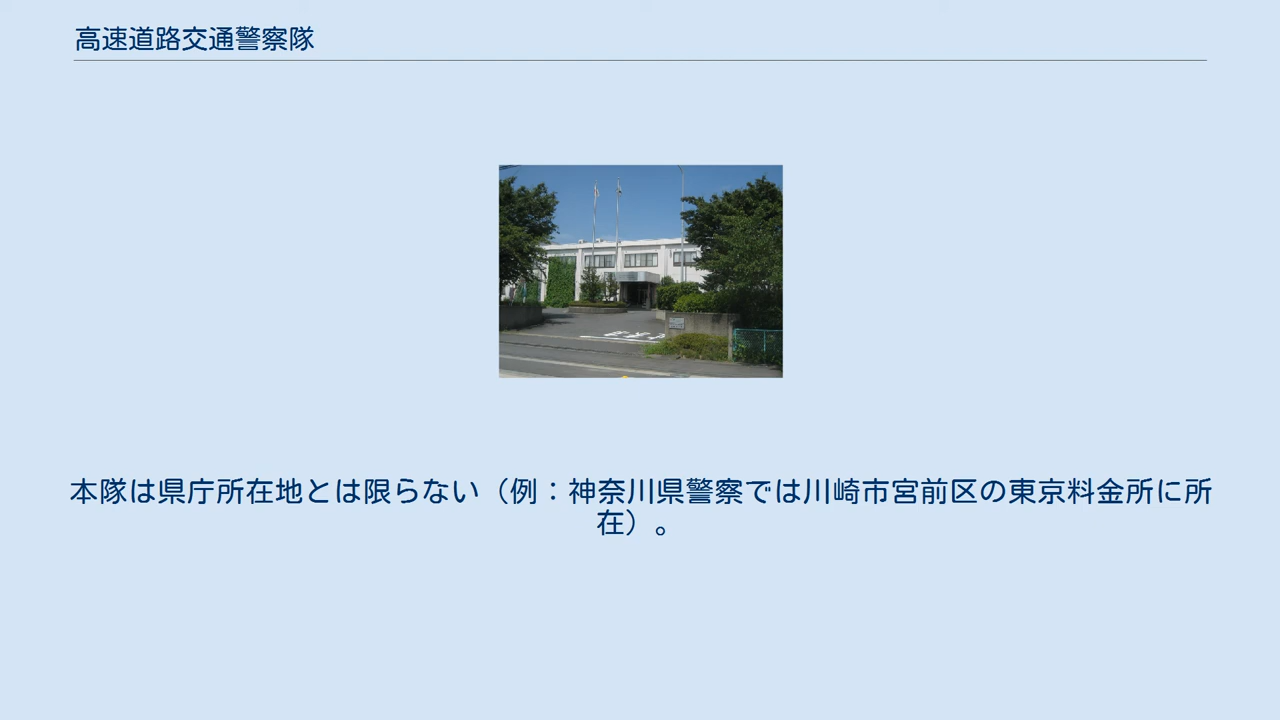 高速道路交通警察隊
本隊は県庁所在地とは限らない（例：神奈川県警察では川崎市宮前区の東京料金所に所
在）。